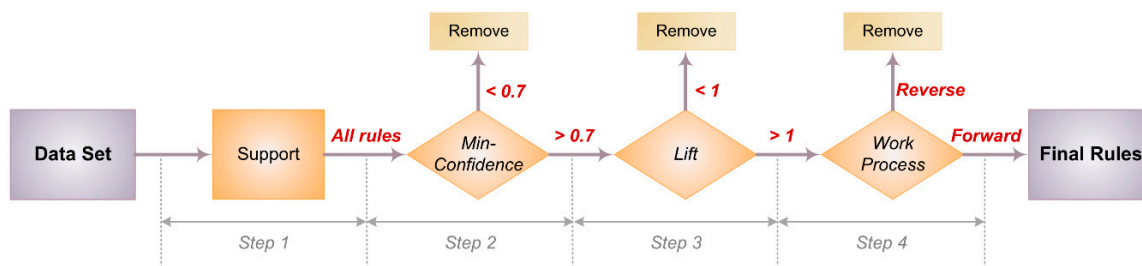 Remove
Remove
Remove
< 0.7
< 1
Reverse
Data Set
Support
All rules
Min-
Confidence
> 0.7
Lift
> 1
Work
Process
Forward
Final Rules
Step 1
Step 2
Step 3
Step 4